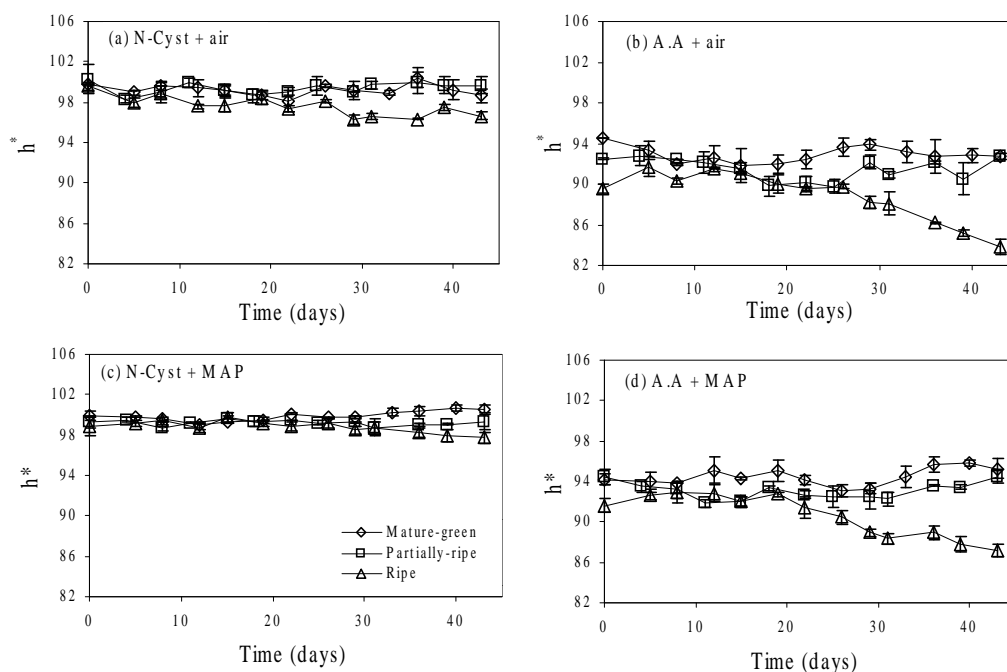 (a) N-Cyst + air
106
102
98
94
90
86
82
h*
0 10 20 30 40
Time (days)
(b) A.A + air
106
102
98
94
90
86
82
h*
0 10 20 30 40
Time (days)
(c) N-Cyst + MAP
106
102
98
94
90
86
82
h*
Mature-green
Partially-ripe
Ripe
0 10 20 30 40
Time (days)
(d) A.A + MAP
106
102
98
94
90
86
82
h*
0 10 20 30 40
Time (days)